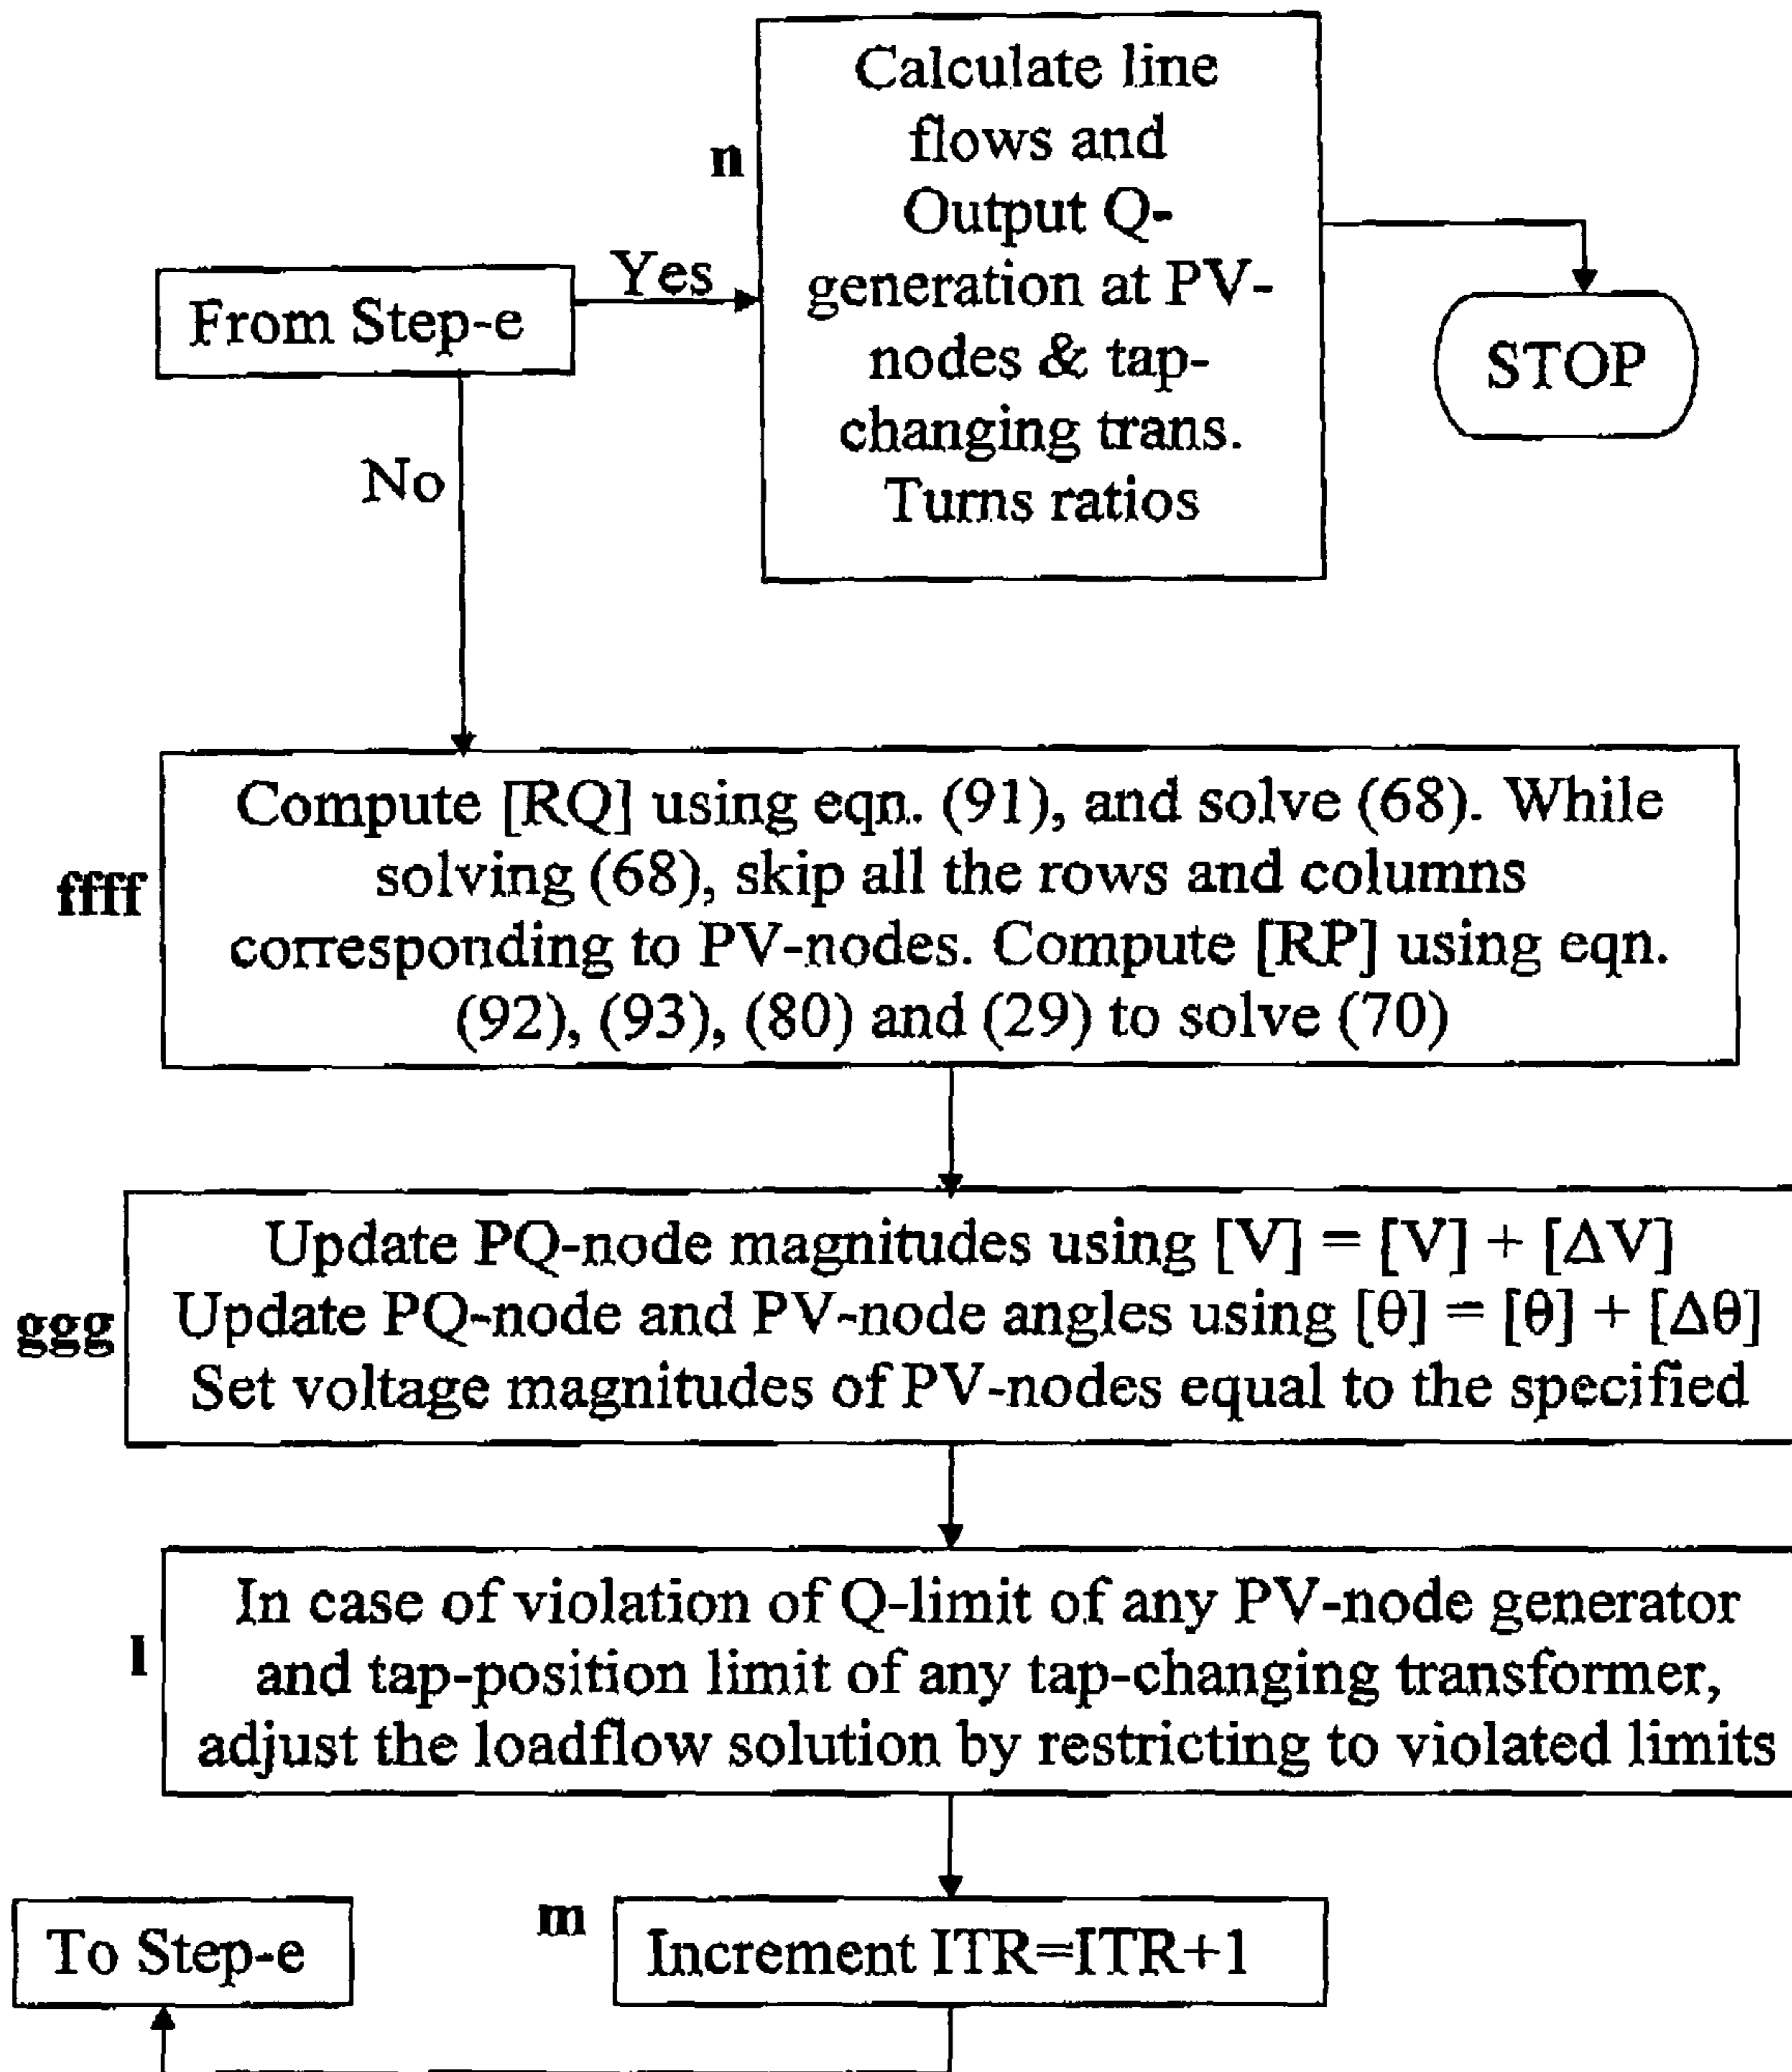 n
Calculate line
flows and
Output Q-
generation at PV-
nodes & tap-
changing trans.
Turns ratios
From Step-e
Yes
STOP
No
ffff
Compute [RQ] using eqn. (91), and solve (68). While
solving (68), skip all the rows and columns
corresponding to PV-nodes. Compute [RP] using eqn.
(92), (93), (80) and (29) to solve (70)
ggg
Update PQ-node magnitudes using [V] = [V] + [ΔV]
Update PQ-node and PV-node angles using [θ] = [θ] + [Δθ]
Set voltage magnitudes of PV-nodes equal to the specified
l
In case of violation of Q-limit of any PV-node generator
and tap-position limit of any tap-changing transformer,
adjust the loadflow solution by restricting to violated limits
To Step-e
m
Increment ITR=ITR+1